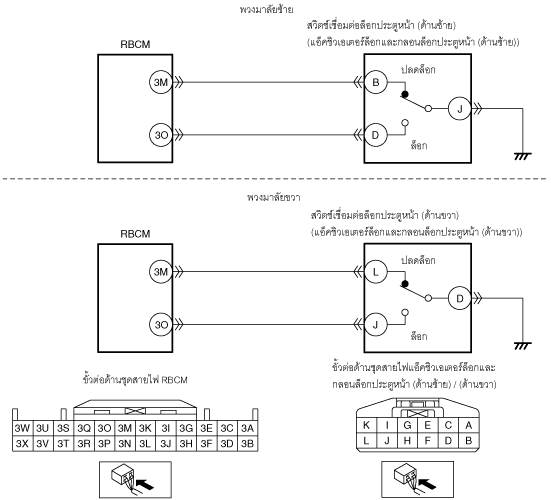 พวงมาลัยซ้าย
สวิตช์เชื่อมต่อล็อกประตูหน้า (ด้านซ้าย)
(แอ็คชิวเอเตอร์ล็อกและกลอนล็อกประตูหน้า (ด้านซ้าย))
RBCM
ปลดล็อก
3M
B
J
3O
D
ล็อก
พวงมาลัยขวา
สวิตช์เชื่อมต่อล็อกประตูหน้า (ด้านขวา)
(แอ็คชิวเอเตอร์ล็อกและกลอนล็อกประตูหน้า (ด้านขวา))
RBCM
ปลดล็อก
3M
L
D
3O
J
ล็อก
ขั้วต่อด้านชุดสายไฟ RBCM
ขั้วต่อด้านชุดสายไฟแอ็คชิวเอเตอร์ล็อกและ
กลอนล็อกประตูหน้า (ด้านซ้าย) / (ด้านขวา)
3W 3U 3S 3Q 3O 3M 3K 3I 3G 3E 3C 3A
3X 3V 3T 3R 3P 3N 3L 3J 3H 3F 3D 3B
K I G E C A
L J H F D B